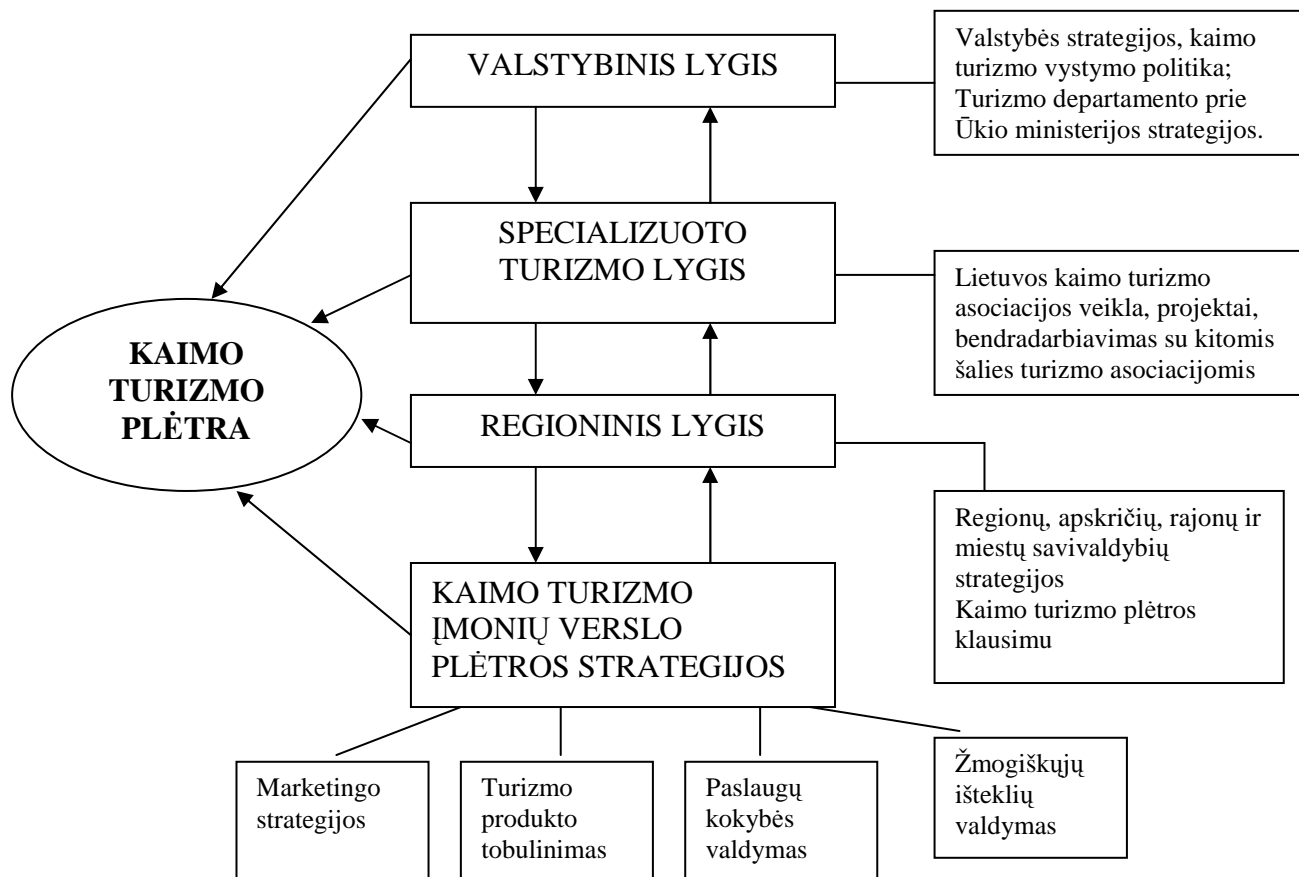 VALSTYBINIS LYGIS
Valstybės strategijos, kaimo
turizmo vystymo politika;
Turizmo departamento prie
Ūkio ministerijos strategijos.
SPECIALIZUOTO
TURIZMO LYGIS
Lietuvos kaimo turizmo
asociacijos veikla, projektai,
bendradarbiavimas su kitomis
šalies turizmo asociacijomis
KAIMO
TURIZMO
PLĖTRA
REGIONINIS LYGIS
Regionų, apskričių, rajonų ir
miestų savivaldybių
strategijos
Kaimo turizmo plėtros
klausimu
KAIMO TURIZMO
ĮMONIŲ VERSLO
PLĖTROS STRATEGIJOS
Marketingo
strategijos
Turizmo
produkto
tobulinimas
Paslaugų
kokybės
valdymas
Žmogiškųjų
išteklių
valdymas